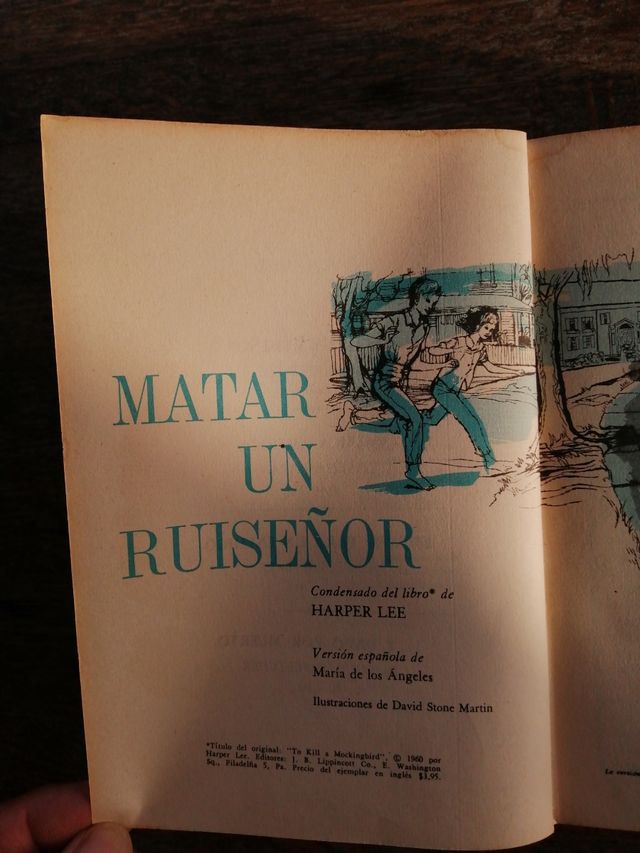 MATAR
UN
RUISEÑOR
Condensado del libro* de
HARPER LEE
Versión española de
María de los Ángeles
Ilustraciones de David Stone Martin
*Título del original: "To Kill a Mockingbird", © 1960 por
Harper Lee. Editores: J. B. Lippincott Co., E. Washington
Sq., Filadelfia 5, Pa. Precio del ejemplar en inglés $3,95.
La versión